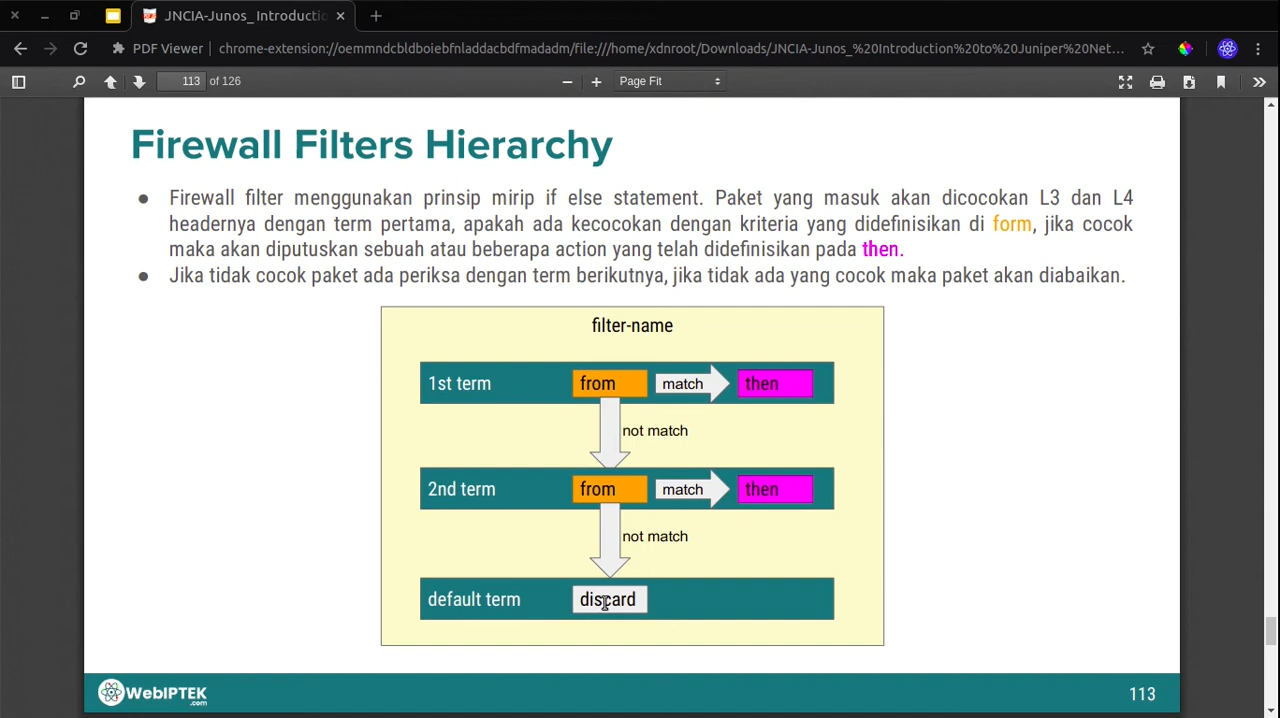 JNCIA-Junos_ Introductio
PDF Viewer
chrome-extension://oemmndcbldboiebfnladdacbdfmadadm/file:///home/xdnroot/Downloads/JNCIA-Junos_%20Introduction%20to%20Juniper%20Net...
113 of 126
Page Fit
Firewall Filters Hierarchy
● Firewall filter menggunakan prinsip mirip if else statement. Paket yang masuk akan dicocokan L3 dan L4
headernya dengan term pertama, apakah ada kecocokan dengan kriteria yang didefinisikan di form, jika cocok
maka akan diputuskan sebuah atau beberapa action yang telah didefinisikan pada then.
● Jika tidak cocok paket ada periksa dengan term berikutnya, jika tidak ada yang cocok maka paket akan diabaikan.
filter-name
1st term from match then
not match
2nd term from match then
not match
default term discard
WebIPTEK
.com
113